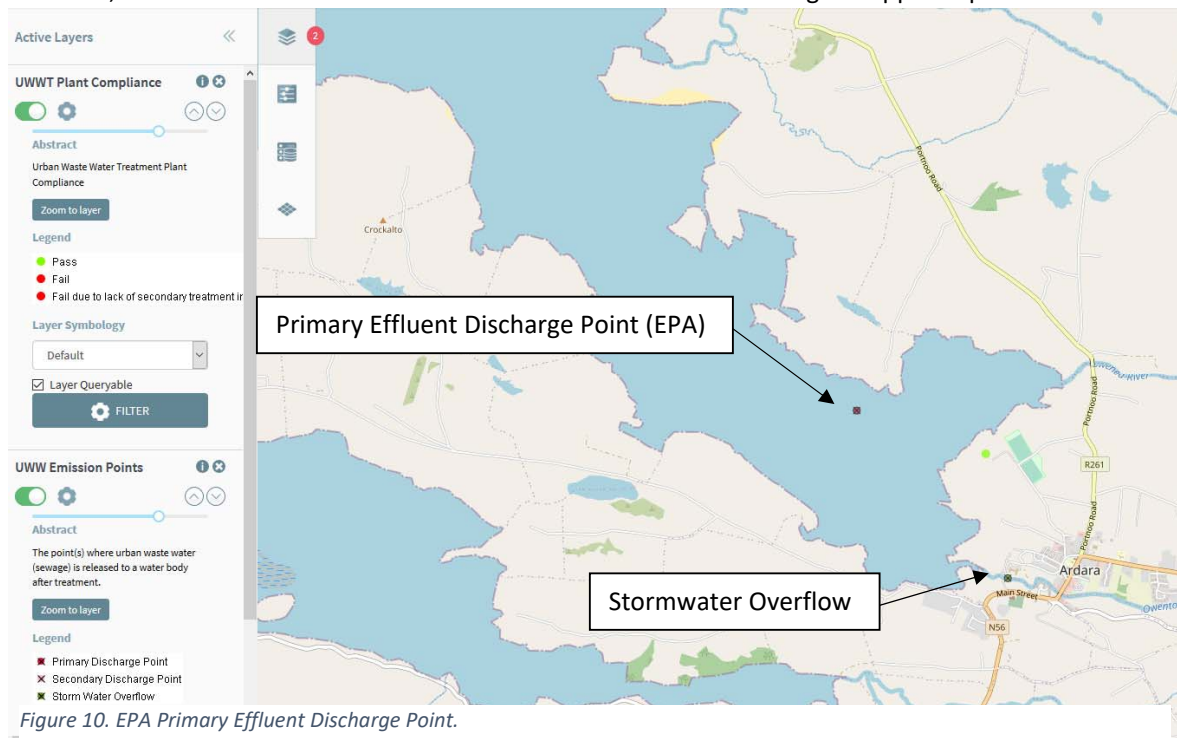 Active Layers
2
UWWT Plant Compliance
Abstract
Urban Waste Water Treatment Plant
Compliance
Zoom to layer
Legend
Pass
Fail
Fail due to lack of secondary treatment in
Layer Symbology
Default
Layer Queryable
FILTER
UWW Emission Points
Abstract
The point(s) where urban waste water
(sewage) is released to a water body
after treatment.
Zoom to layer
Legend
Primary Discharge Point
Secondary Discharge Point
Storm Water Overflow
Crockalto
Portnoo Road
Primary Effluent Discharge Point (EPA)
Portnoo Road
R261
Portnoo Road
Ardara
Stormwater Overflow
Main Street
N56
Figure 10. EPA Primary Effluent Discharge Point.